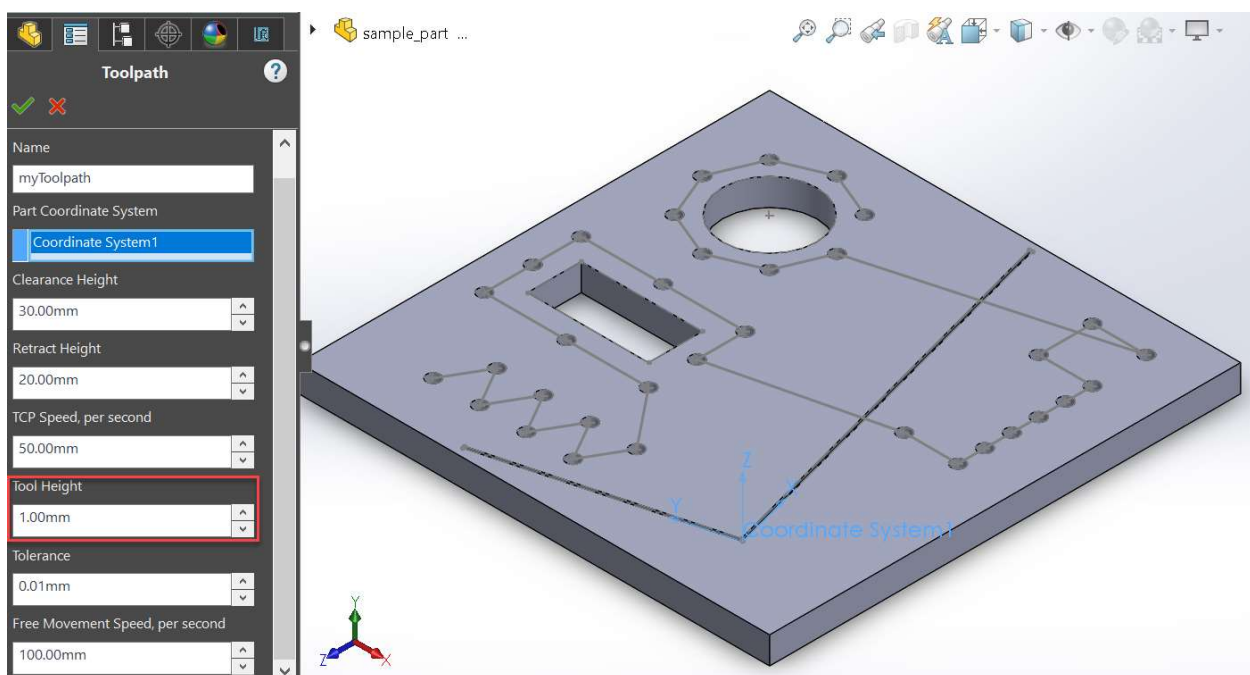 sample_part ...
Toolpath
?
Name
myToolpath
Part Coordinate System
Coordinate System1
Clearance Height
30.00mm
Retract Height
20.00mm
TCP Speed, per second
50.00mm
Tool Height
1.00mm
Tolerance
0.01mm
Free Movement Speed, per second
100.00mm
Z
X
Y
Coordinate System1
Y
Z
X